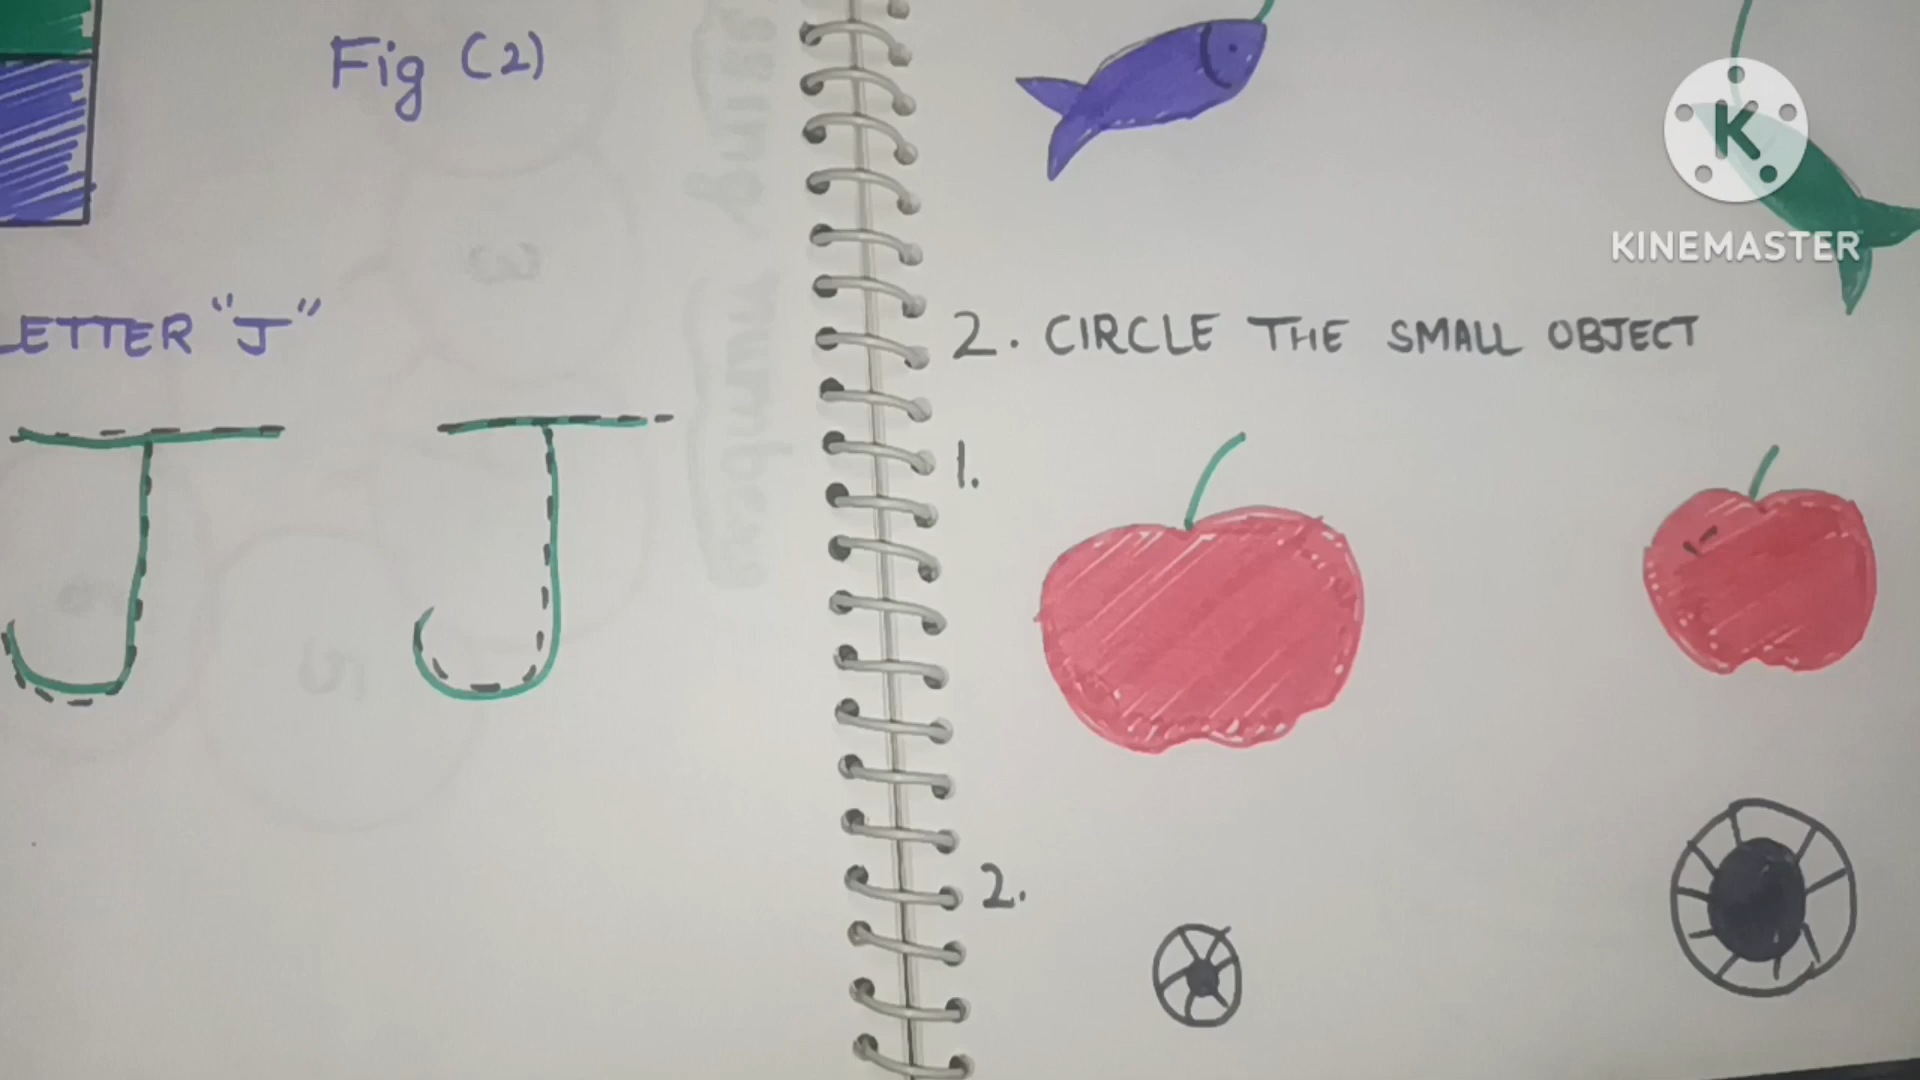 Fig (2)
LETTER "J"
J J
K
KINEMASTER
2. CIRCLE THE SMALL OBJECT
1.
2.